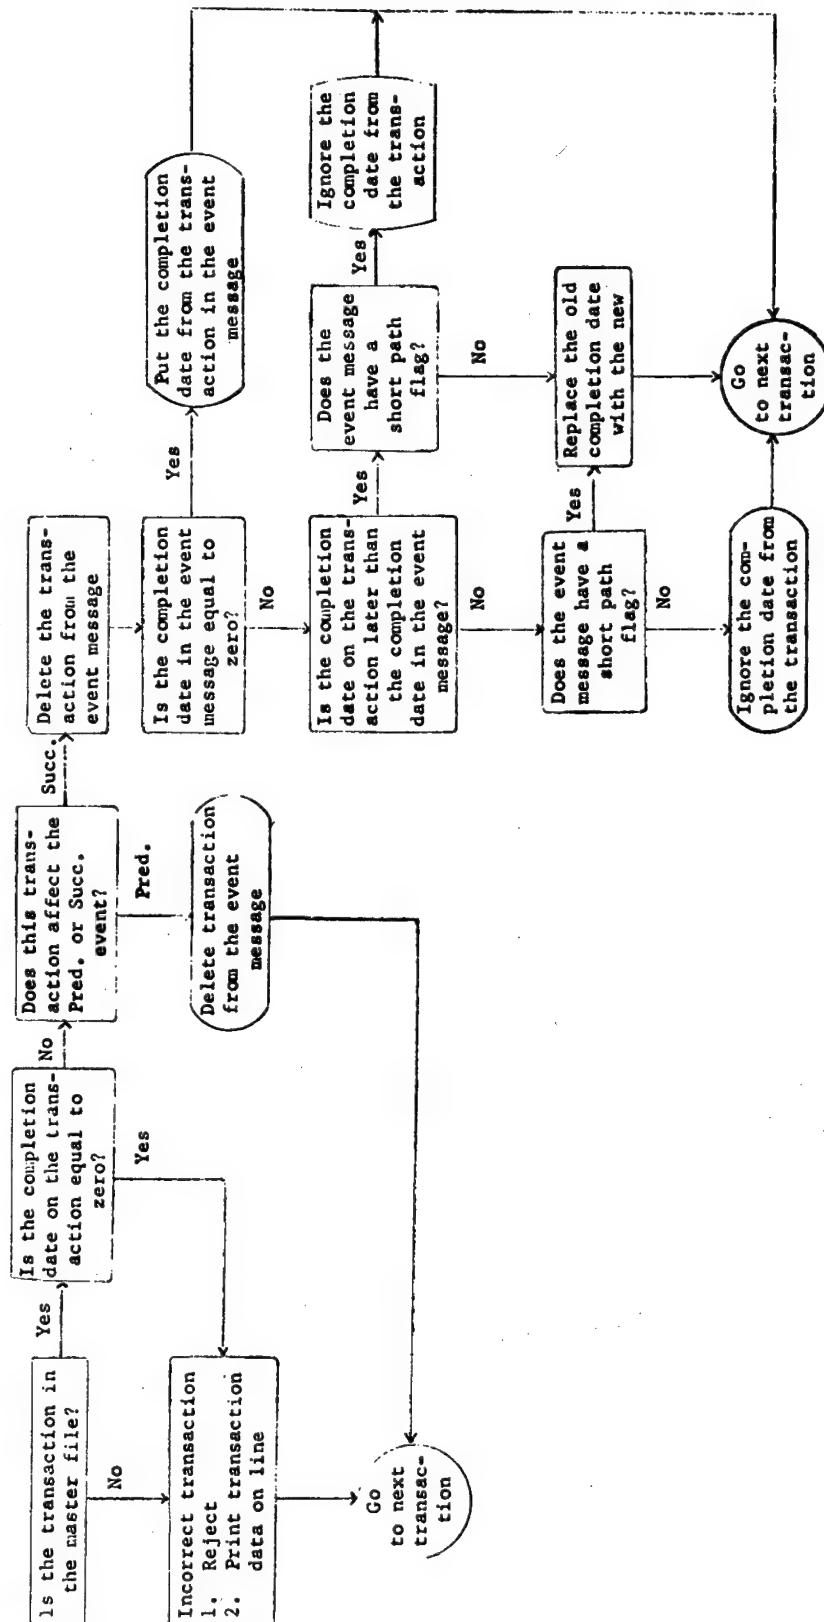 Is the transaction in
the master file?
Yes
No
Incorrect transaction
1. Reject
2. Print transaction
data on line
Go
to next
transac-
tion
Is the completion
date on the trans-
action equal to
zero?
No
Yes
Does this trans-
action affect the
Pred. or Succ.
event?
Succ.
Pred.
Delete transaction
from the event
message
Delete the trans-
action from the
event message
Is the completion
date in the event
message equal to
zero?
Yes
No
Put the completion
date from the trans-
action in the event
message
Is the completion
date on the trans-
action later than
the completion
date in the event
message?
Yes
No
Does the
event message
have a
short path
flag?
Yes
No
Ignore the
completion
date from
the trans-
action
Does the event
message have a
short path
flag?
Yes
No
Replace the old
completion date
with the new
Ignore the com-
pletion date from
the transaction
Go
to next
transac-
tion